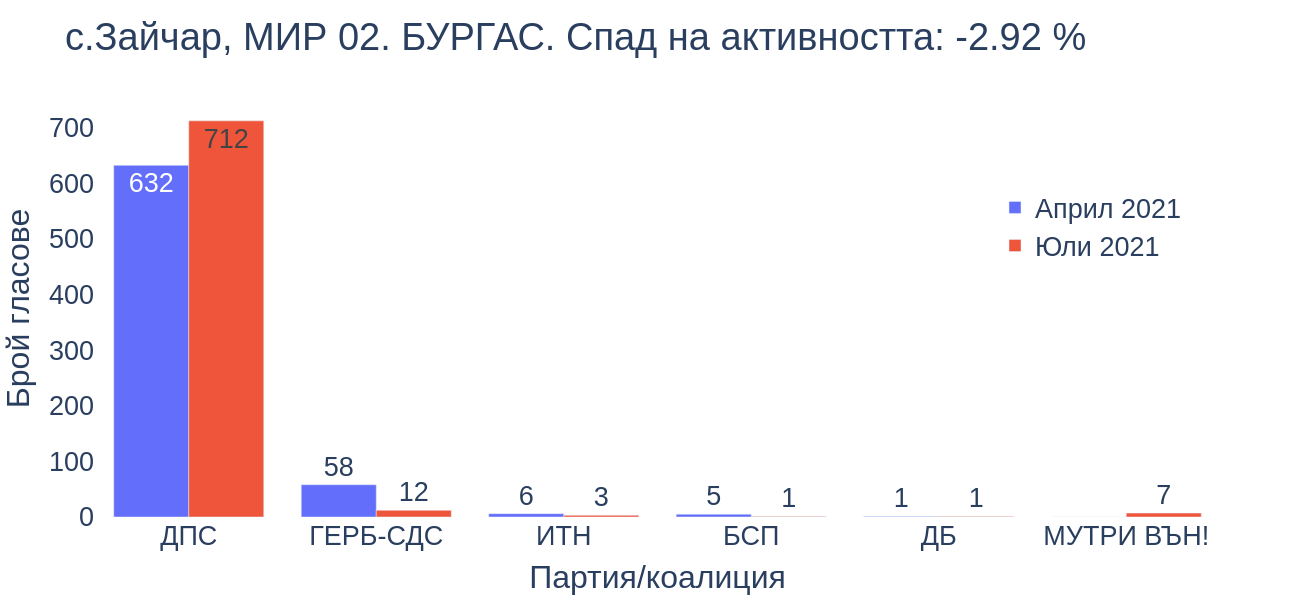 с.Зайчар, МИР 02. БУРГАС. Спад на активността: -2.92 %
Брой гласове
700
600
500
400
300
200
100
0
632
712
58
12
6
3
5
1
1
1
7
Април 2021
Юли 2021
ДПС
ГЕРБ-СДС
ИТН
БСП
ДБ
МУТРИ ВЪН!
Партия/коалиция